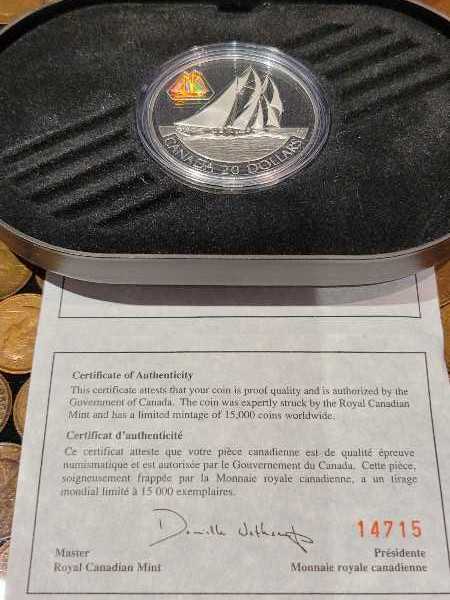 CANADA 20 DOLLARS
Certificate of Authenticity
This certificate attests that your coin is proof quality and is authorized by the
Government of Canada. The coin was expertly struck by the Royal Canadian
Mint and has a limited mintage of 15,000 coins worldwide.
Certificat d'authenticité
Ce certificat atteste que votre pièce canadienne est de qualité épreuve
numismatique et est autorizée par le Gouvernement du Canada. Cette pièce,
soigneusement frappée par la Monnaie royale canadienne, a un tirage
mondial limité à 15 000 exemplaires.
14715
Master Présidente
Royal Canadian Mint Monnaie royale canadienne